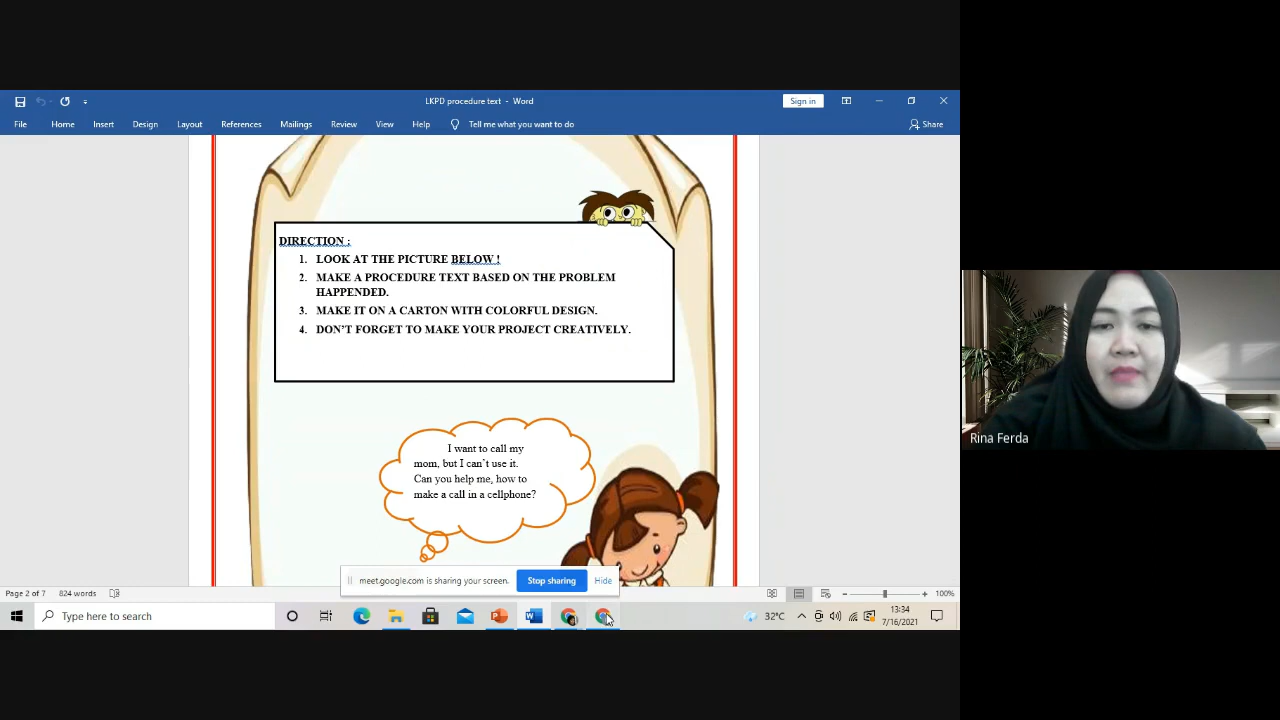 LKPD procedure text - Word
Sign in
File Home Insert Design Layout References Mailings Review View Help Tell me what you want to do Share
DIRECTION :
1. LOOK AT THE PICTURE BELOW !
2. MAKE A PROCEDURE TEXT BASED ON THE PROBLEM
HAPPENDED.
3. MAKE IT ON A CARTON WITH COLORFUL DESIGN.
4. DON'T FORGET TO MAKE YOUR PROJECT CREATIVELY.
I want to call my
mom, but I can't use it.
Can you help me, how to
make a call in a cellphone?
Rina Ferda
meet.google.com is sharing your screen. Stop sharing Hide
Page 2 of 7 824 words 100%
Type here to search 32°C 13:34
7/16/2021